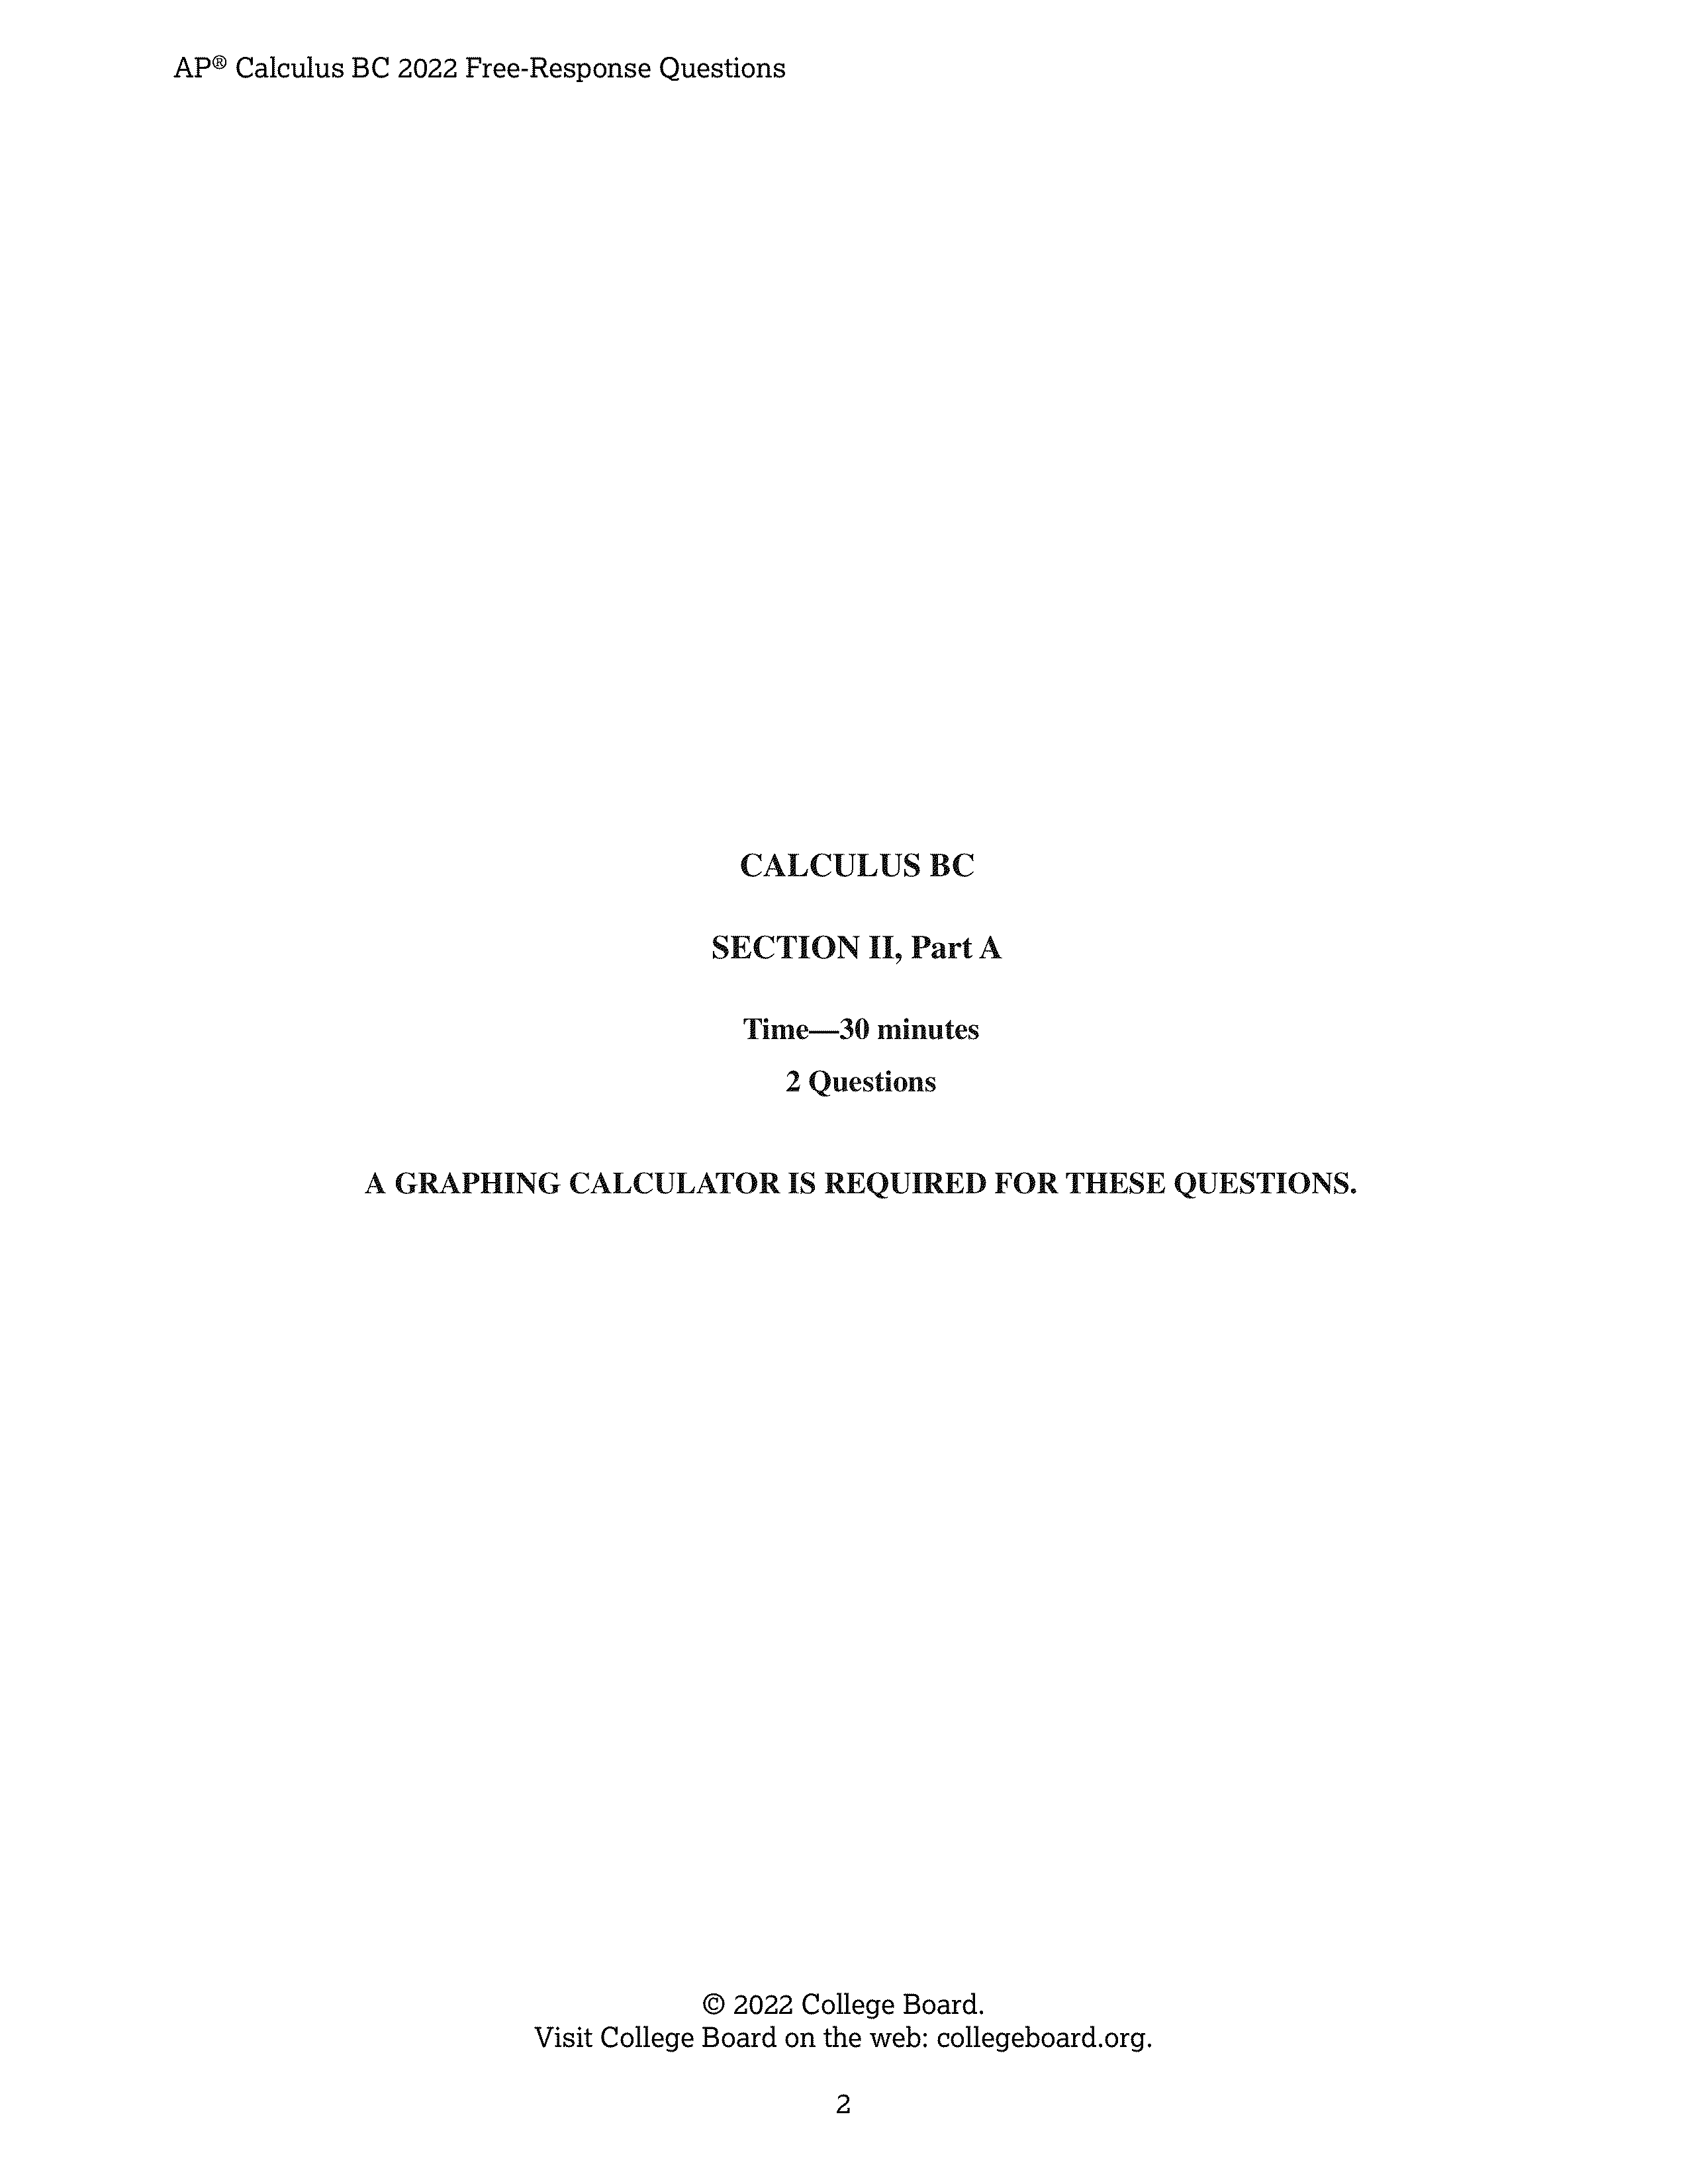 AP® Calculus BC 2022 Free-Response Questions
CALCULUS BC
SECTION II, Part A
Time—30 minutes
2 Questions
A GRAPHING CALCULATOR IS REQUIRED FOR THESE QUESTIONS.
© 2022 College Board.
Visit College Board on the web: collegeboard.org.
2